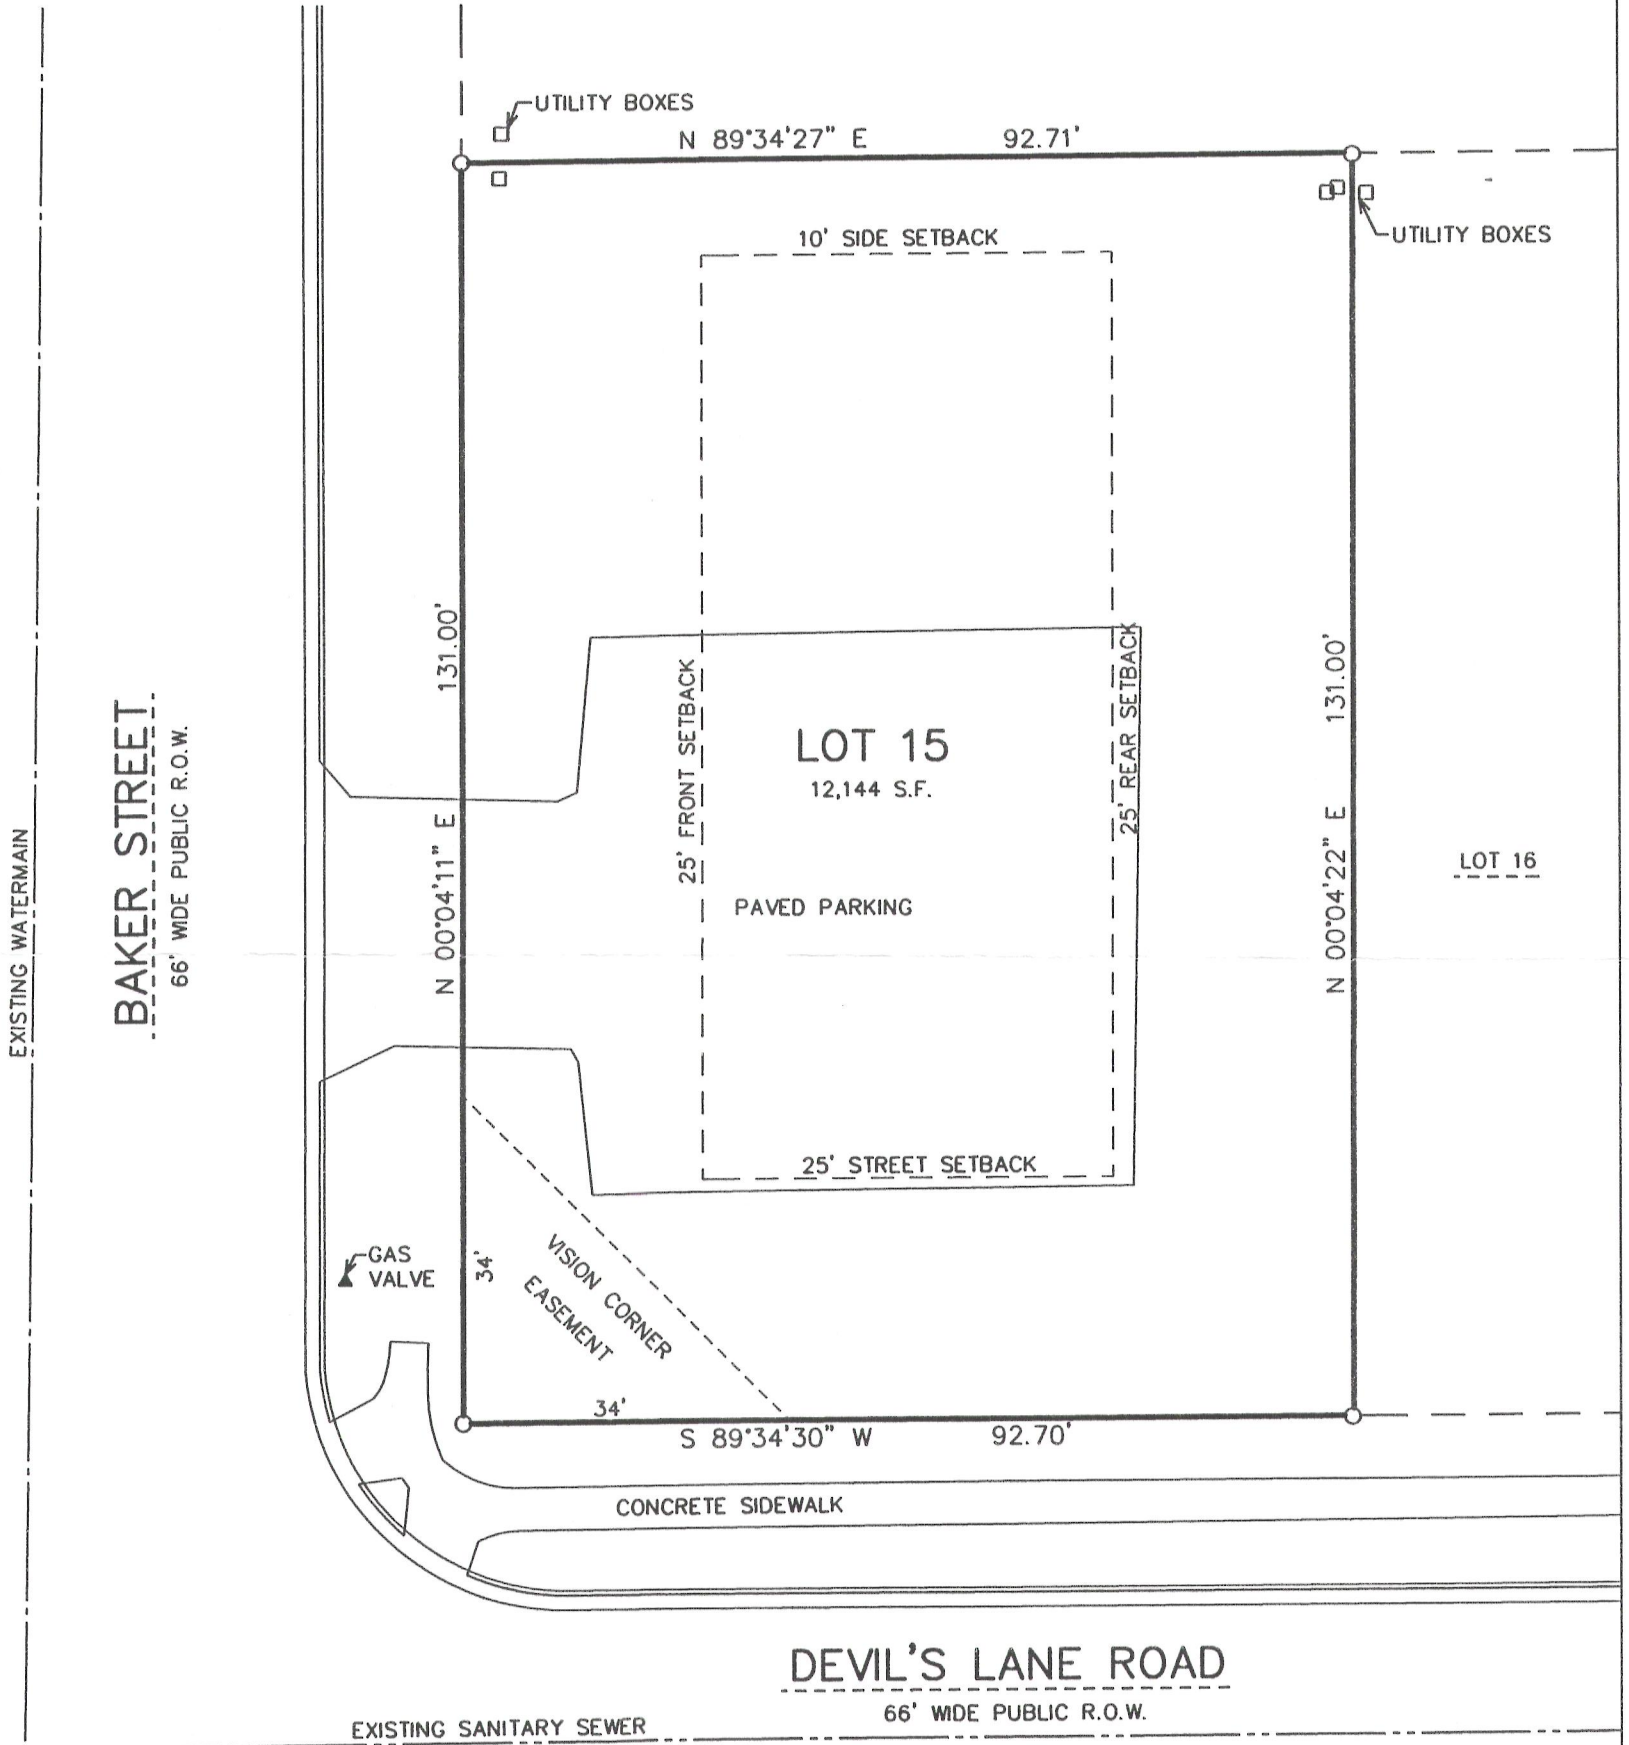 UTILITY BOXES
N 89°34'27" E 92.71'
UTILITY BOXES
10' SIDE SETBACK
131.00'
N 00°04'11" E
25' FRONT SETBACK
25' REAR SETBACK
131.00'
N 00°04'22" E
LOT 15
12,144 S.F.
PAVED PARKING
LOT 16
BAKER STREET
66' WIDE PUBLIC R.O.W.
EXISTING WATERMAIN
25' STREET SETBACK
GAS
VALVE
34'
VISION CORNER
EASEMENT
34'
S 89°34'30" W 92.70'
CONCRETE SIDEWALK
DEVIL'S LANE ROAD
66' WIDE PUBLIC R.O.W.
EXISTING SANITARY SEWER